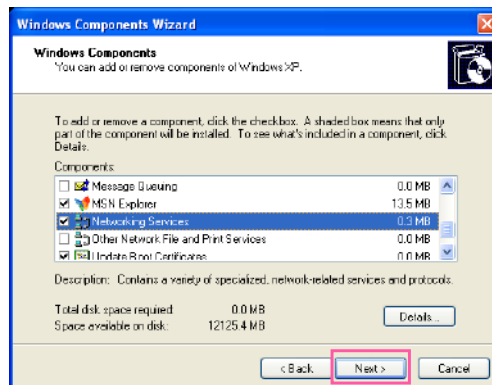 Windows Components Wizard
Windows Components
You can add or remove components of Windows XP.
To add or remove a component, click the checkbox. A shaded box means that only
part of the component will be installed. To see what's included in a component, click
Details.
Components:
Message Queuing 0.0 MB
MSN Explorer 13.5 MB
Networking Services 0.3 MB
Other Network File and Print Services 0.0 MB
Update Root Certificates 0.0 MB
Description: Contains a variety of specialized, network-related services and protocols.
Total disk space required: 0.0 MB
Space available on disk: 12125.4 MB
Details...
< Back Next > Cancel